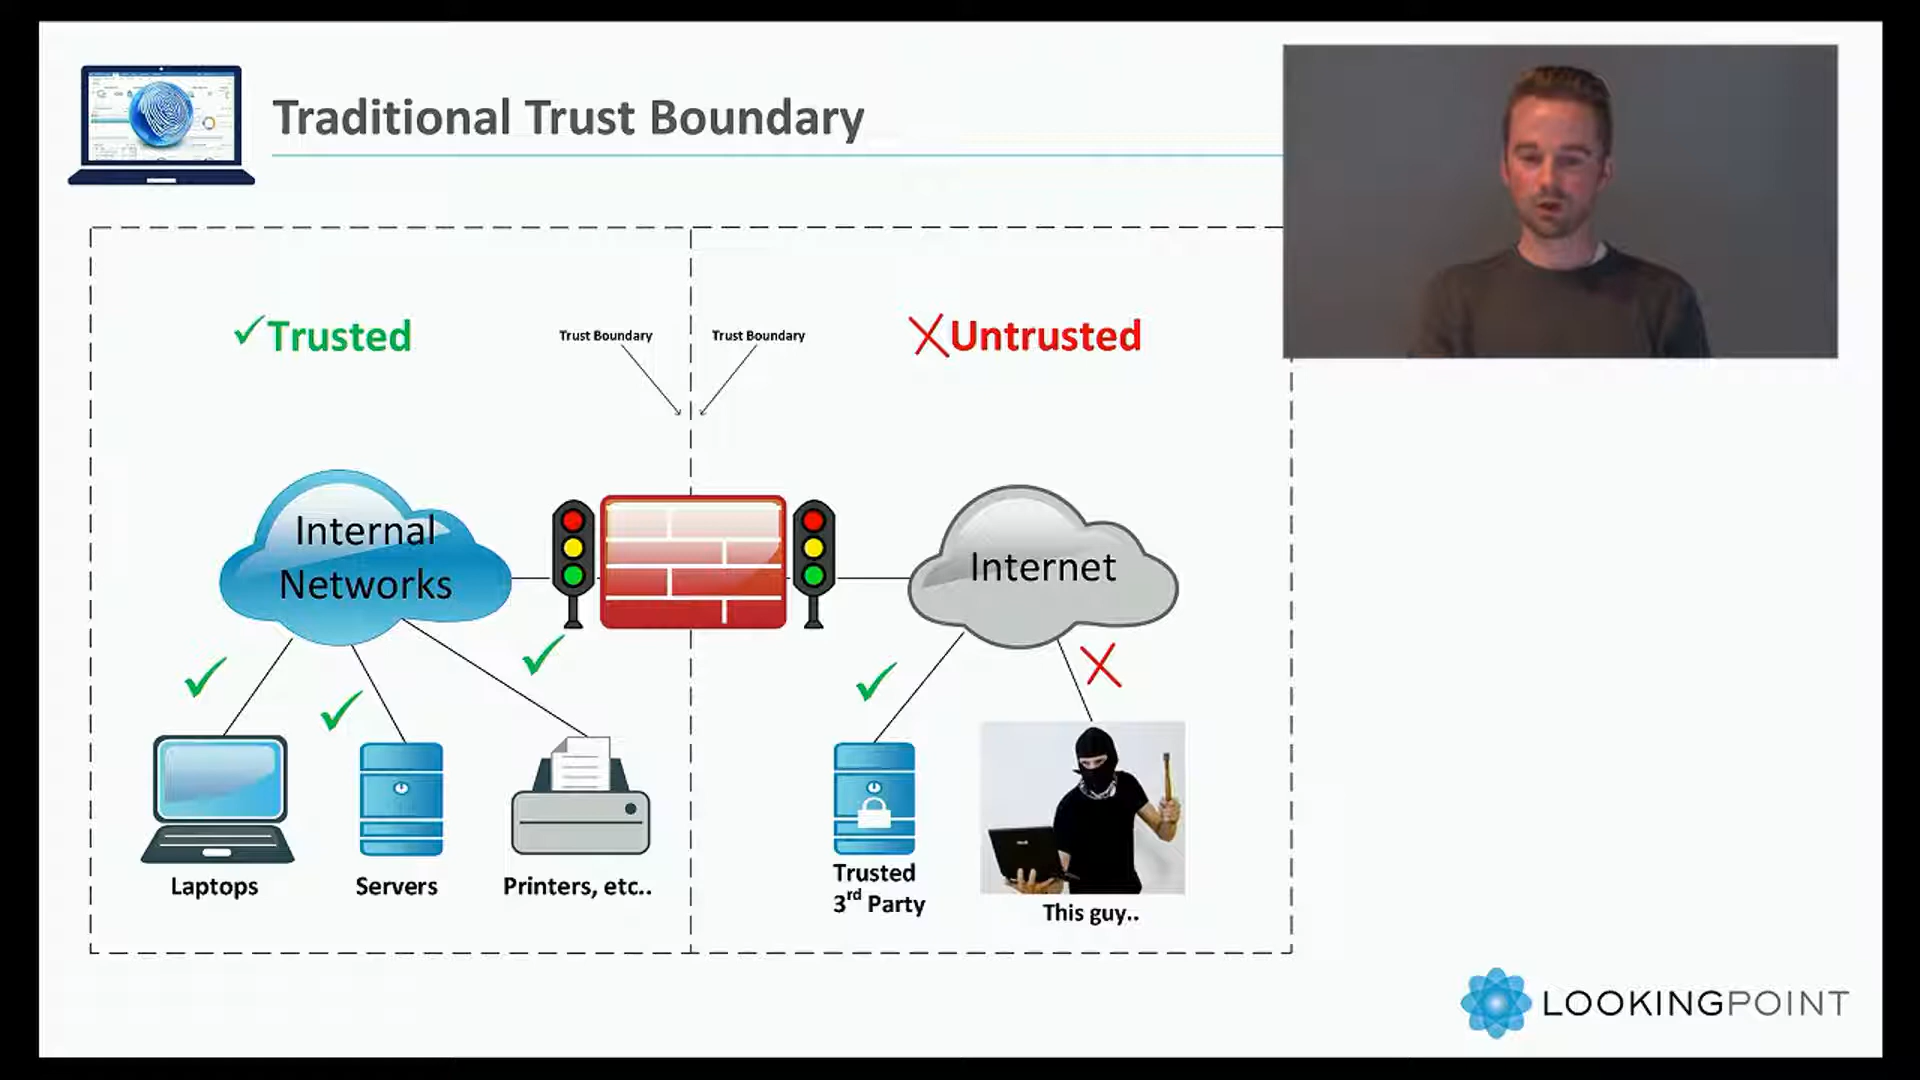 Traditional Trust Boundary
Trusted
Trust Boundary
Trust Boundary
Untrusted
Internal
Networks
Internet
Laptops
Servers
Printers, etc..
Trusted
3rd Party
This guy..
LOOKINGPOINT